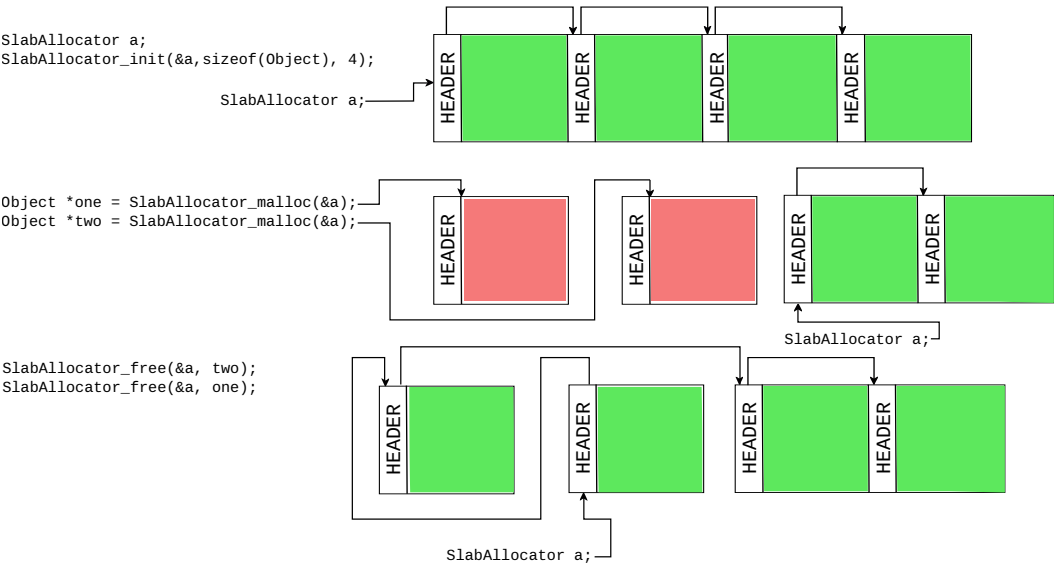 SlabAllocator a;
SlabAllocator_init(&a,sizeof(Object), 4);
SlabAllocator a;
HEADER HEADER HEADER HEADER
Object *one = SlabAllocator_malloc(&a);
Object *two = SlabAllocator_malloc(&a);
HEADER HEADER HEADER HEADER
SlabAllocator a;
SlabAllocator_free(&a, two);
SlabAllocator_free(&a, one);
HEADER HEADER HEADER HEADER
SlabAllocator a;